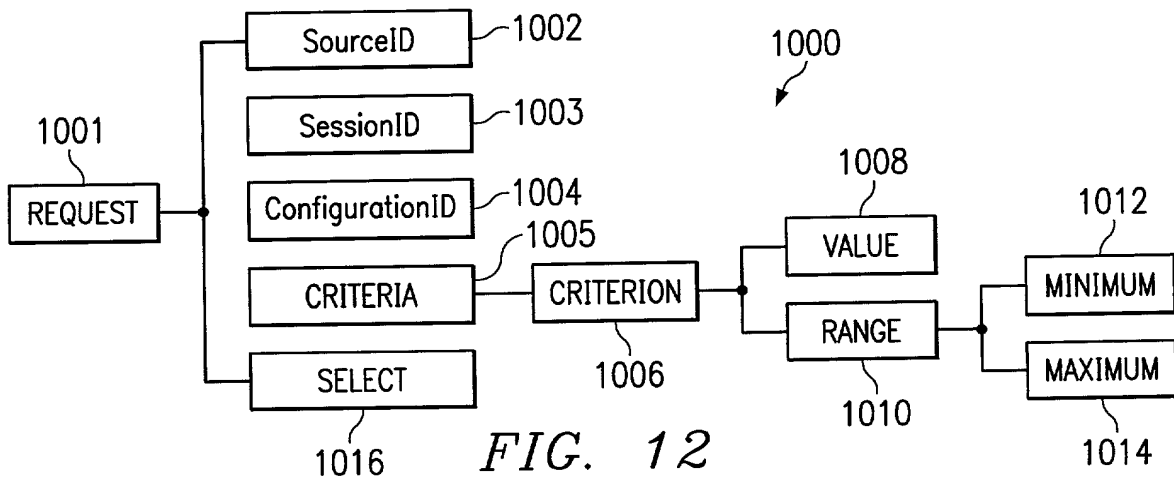 SourceID
1002
1000
SessionID
1003
1001
REQUEST
ConfigurationID
1004
1008
VALUE
1012
MINIMUM
1005
CRITERIA
CRITERION
1006
RANGE
1010
MAXIMUM
1014
SELECT
1016
FIG. 12